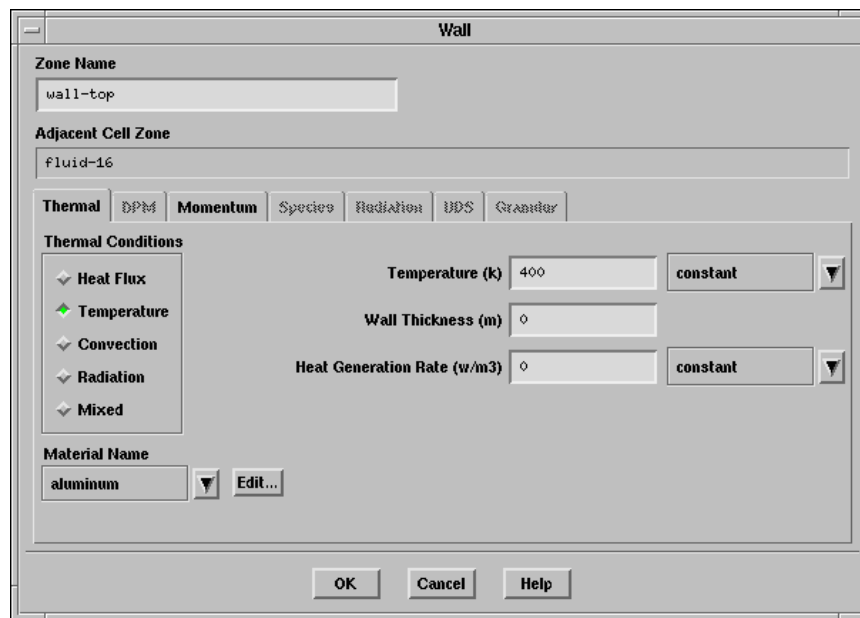 Wall
Zone Name
wall-top
Adjacent Cell Zone
fluid-16
Thermal DPM Momentum Species Radiation UDS Granular
Thermal Conditions
Heat Flux
Temperature
Convection
Radiation
Mixed
Temperature (k) 400 constant
Wall Thickness (m) 0
Heat Generation Rate (w/m3) 0 constant
Material Name
aluminum Edit...
OK Cancel Help